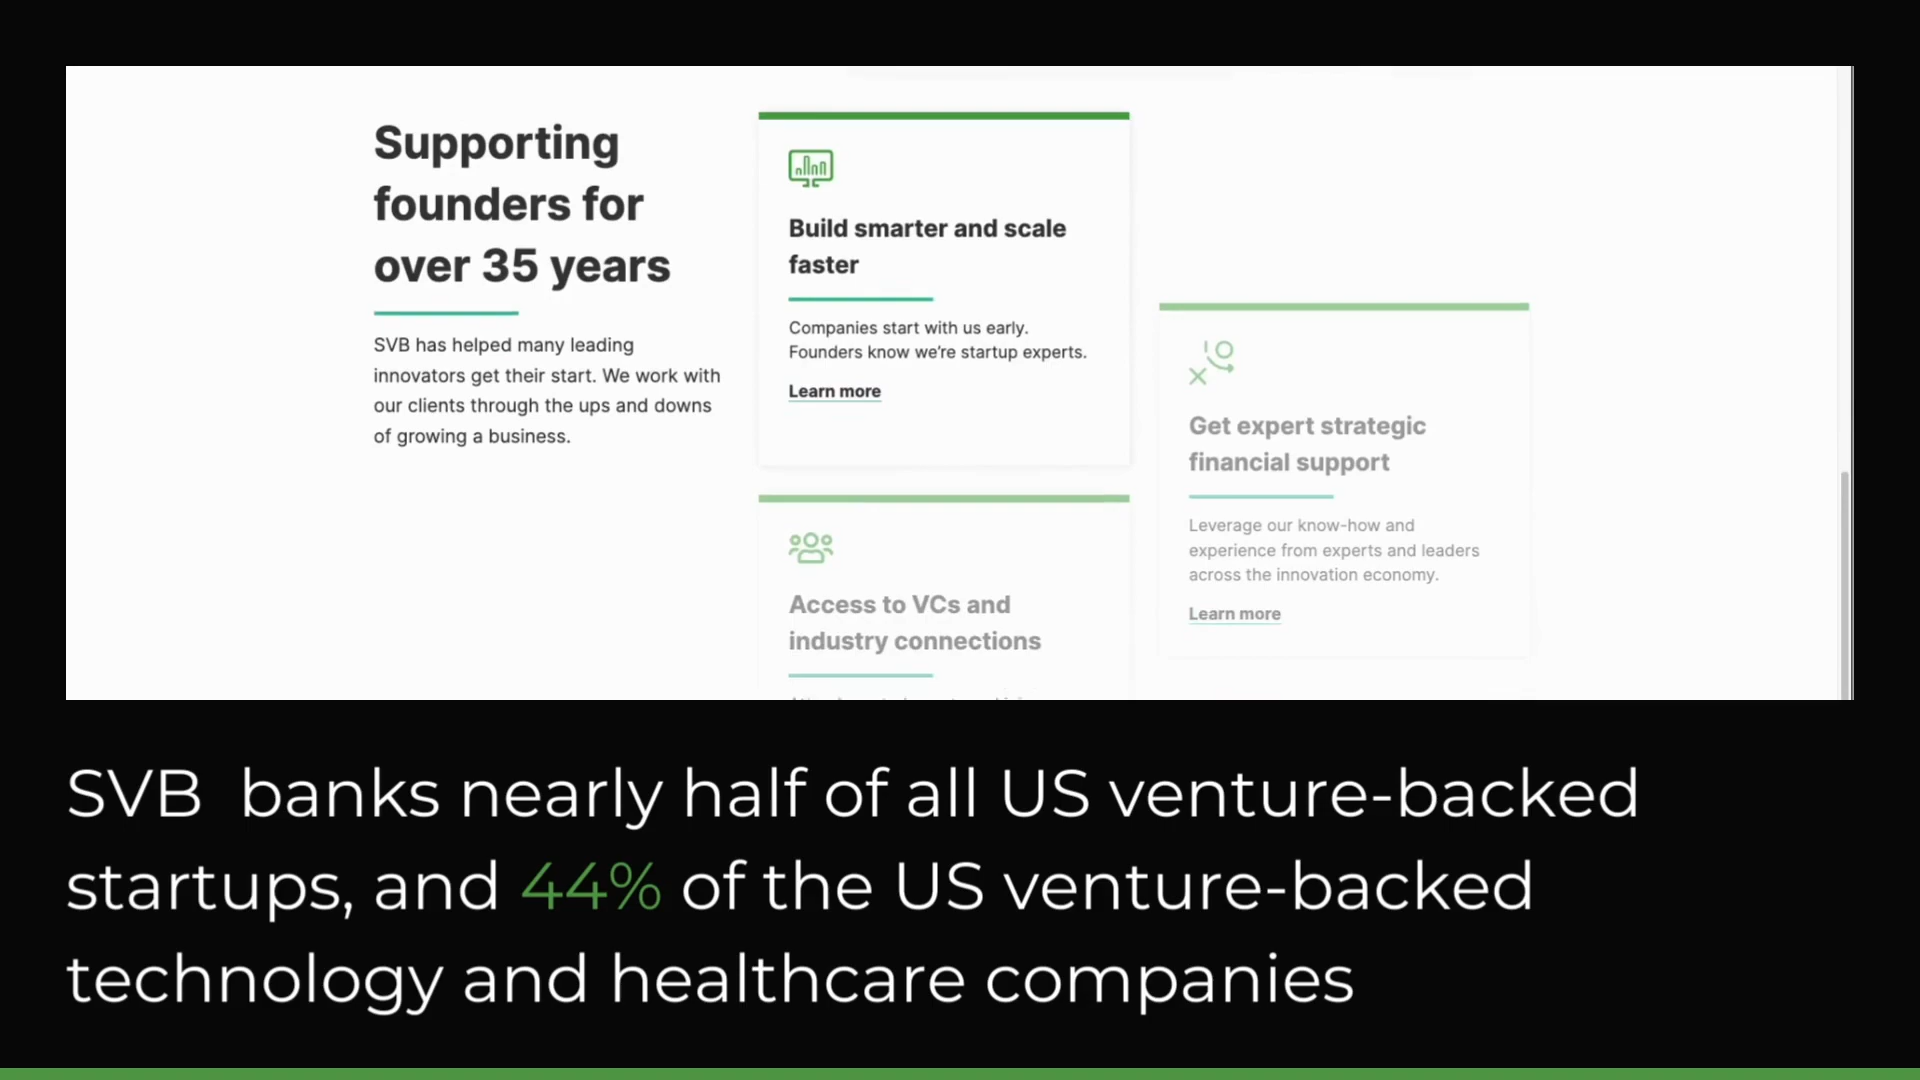 Supporting
founders for
over 35 years
SVB has helped many leading
innovators get their start. We work with
our clients through the ups and downs
of growing a business.
Build smarter and scale
faster
Companies start with us early.
Founders know we’re startup experts.
Learn more
Get expert strategic
financial support
Leverage our know-how and
experience from experts and leaders
across the innovation economy.
Learn more
Access to VCs and
industry connections
SVB  banks nearly half of all US venture-backed
startups, and 44% of the US venture-backed
technology and healthcare companies